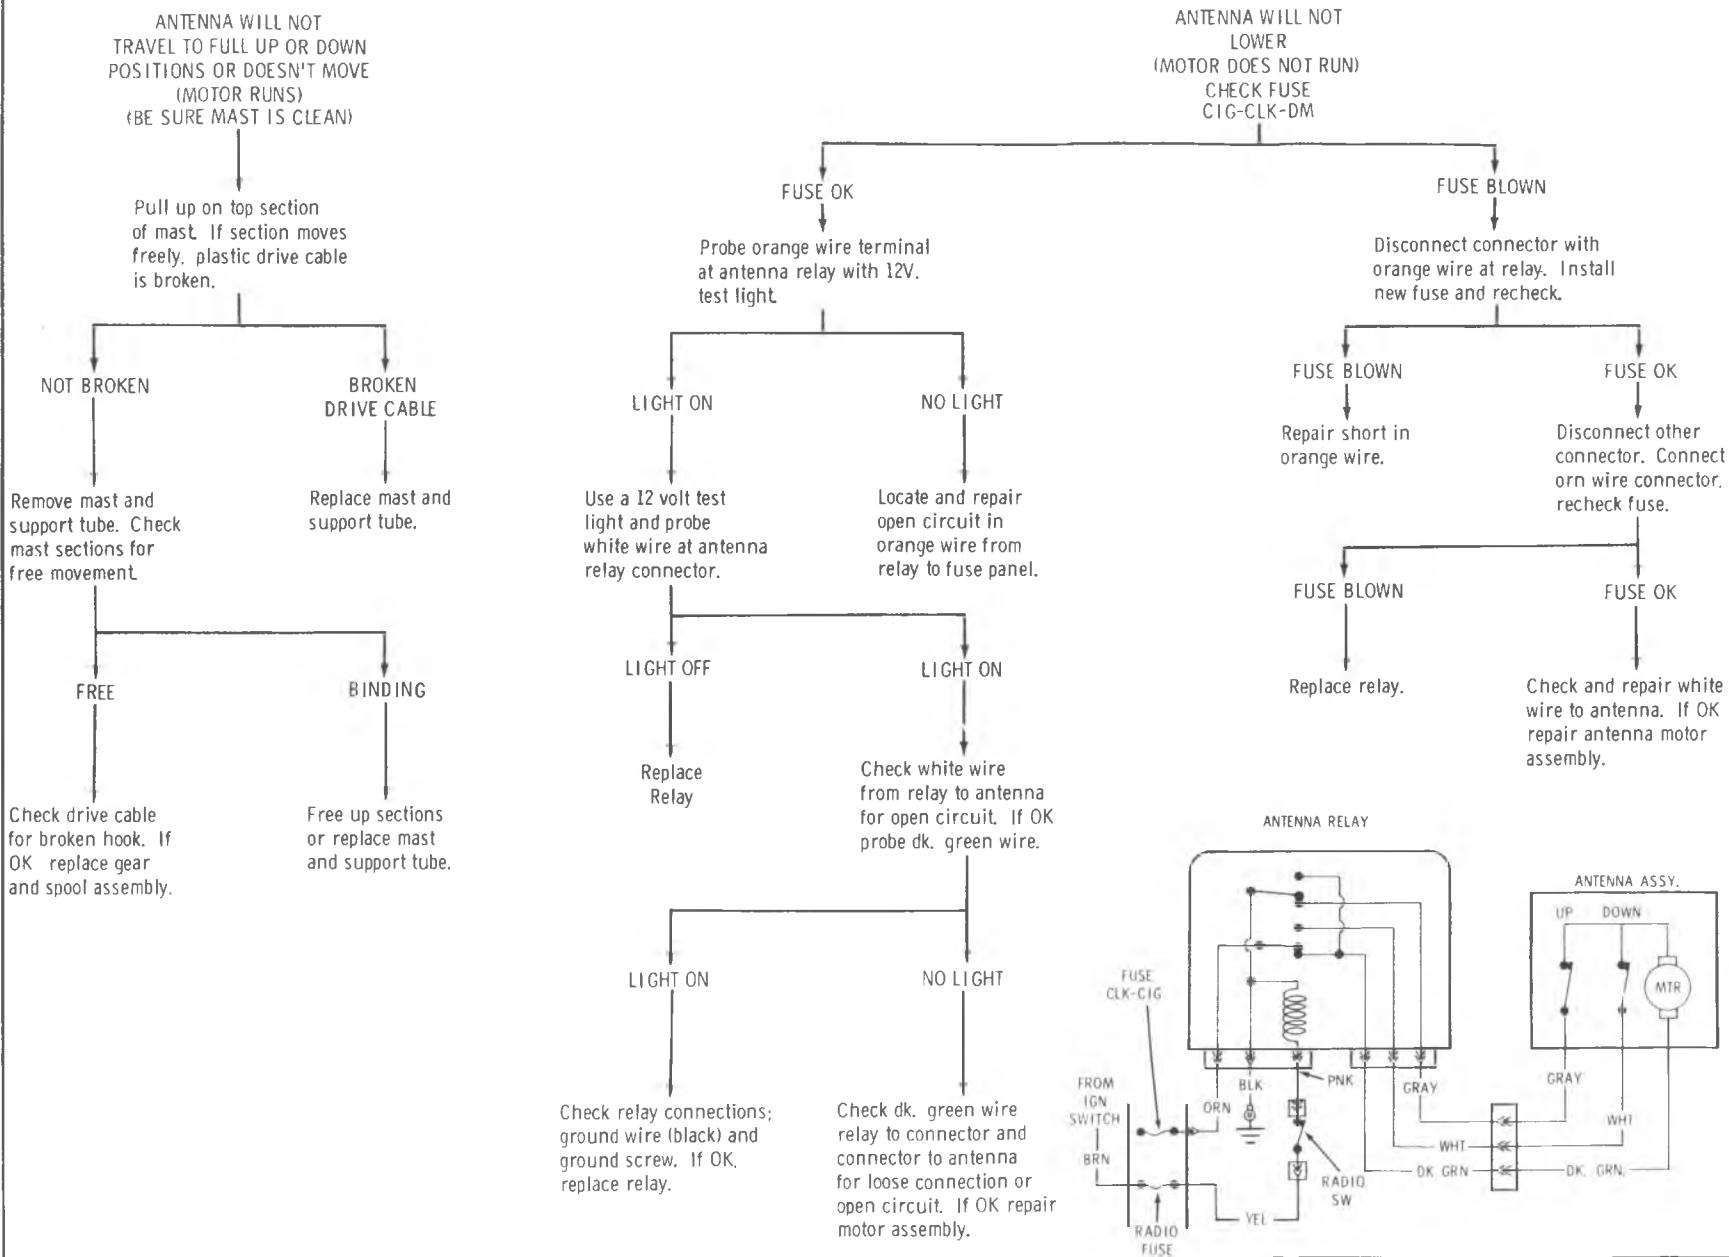 ANTENNA WILL NOT
TRAVEL TO FULL UP OR DOWN
POSITIONS OR DOESN'T MOVE
(MOTOR RUNS)
(BE SURE MAST IS CLEAN)
Pull up on top section
of mast. If section moves
freely, plastic drive cable
is broken.
NOT BROKEN
BROKEN
DRIVE CABLE
Remove mast and
support tube. Check
mast sections for
free movement.
Replace mast and
support tube.
FREE
BINDING
Check drive cable
for broken hook. If
OK replace gear
and spool assembly.
Free up sections
or replace mast
and support tube.
ANTENNA WILL NOT
LOWER
(MOTOR DOES NOT RUN)
CHECK FUSE
CIG-CLK-DM
FUSE OK
Probe orange wire terminal
at antenna relay with 12V.
test light.
LIGHT ON
NO LIGHT
Use a 12 volt test
light and probe
white wire at antenna
relay connector.
Locate and repair
open circuit in
orange wire from
relay to fuse panel.
LIGHT OFF
LIGHT ON
Replace
Relay
Check white wire
from relay to antenna
for open circuit. If OK
probe dk. green wire.
LIGHT ON
NO LIGHT
Check relay connections;
ground wire (black) and
ground screw. If OK,
replace relay.
Check dk. green wire
relay to connector and
connector to antenna
for loose connection or
open circuit. If OK repair
motor assembly.
FUSE BLOWN
Disconnect connector with
orange wire at relay. Install
new fuse and recheck.
FUSE BLOWN
FUSE OK
Repair short in
orange wire.
Disconnect other
connector. Connect
orn wire connector,
recheck fuse.
FUSE BLOWN
FUSE OK
Replace relay.
Check and repair white
wire to antenna. If OK
repair antenna motor
assembly.
ANTENNA RELAY
ANTENNA ASSY.
UP
DOWN
MTR
FUSE
CLK-CIG
FROM
IGN
SWITCH
BRN
ORN
BLK
PNK
GRAY
GRAY
WHT
WHT
DK GRN
DK. GRN.
RADIO
SW
YEL
RADIO
FUSE